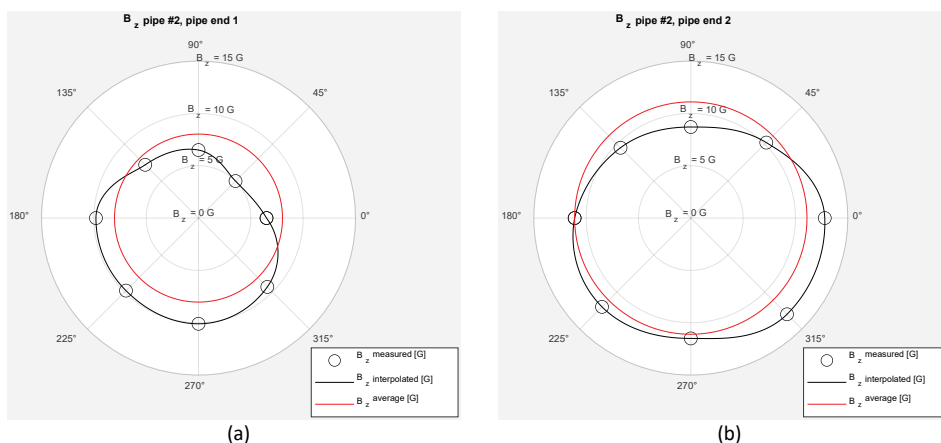 B z pipe #2, pipe end 1
90°
B z = 15 G
135°
45°
B z = 10 G
B z = 5 G
180°
B z = 0 G
0°
225°
315°
270°
B z measured [G]
B z interpolated [G]
B z average [G]
(a)
B z pipe #2, pipe end 2
90°
B z = 15 G
135°
45°
B z = 10 G
B z = 5 G
180°
B z = 0 G
0°
225°
315°
270°
B z measured [G]
B z interpolated [G]
B z average [G]
(b)